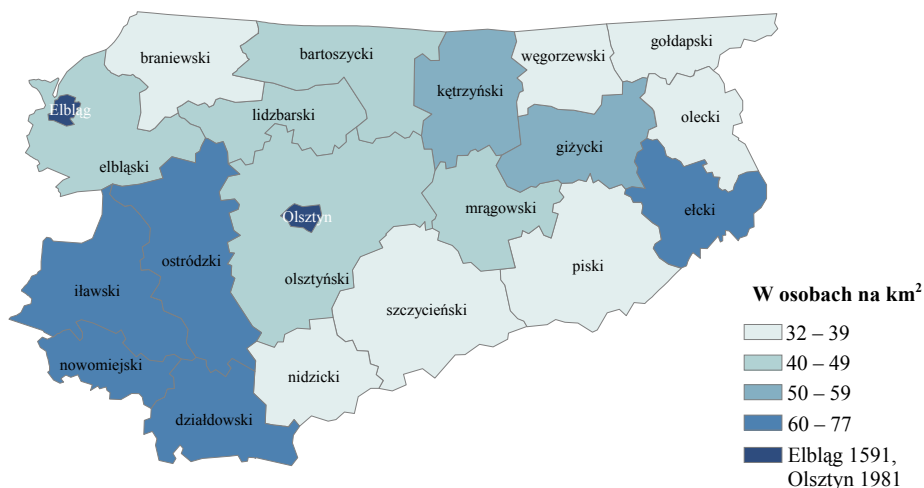 gołdapski
braniewski
bartoszycki
węgorzewski
kętrzyński
Elbląg
lidzbarski
olecki
giżycki
elbląski
mrągowski
ełcki
Olsztyn
ostródzki
piski
olsztyński
iławski
szczycieński
nowomiejski
nidzicki
działdowski
W osobach na km²
32 – 39
40 – 49
50 – 59
60 – 77
Elbląg 1591,
Olsztyn 1981